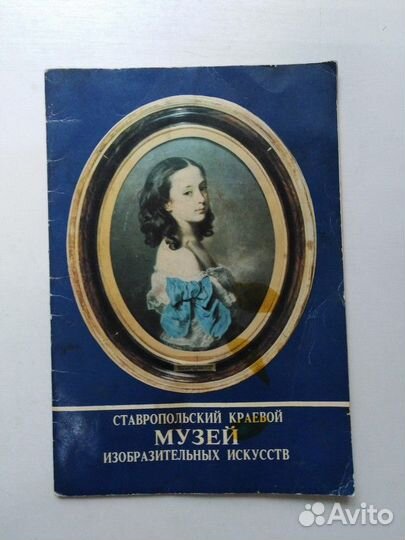 СТАВРОПОЛЬСКИЙ КРАЕВОЙ
МУЗЕЙ
ИЗОБРАЗИТЕЛЬНЫХ ИСКУССТВ
Avito